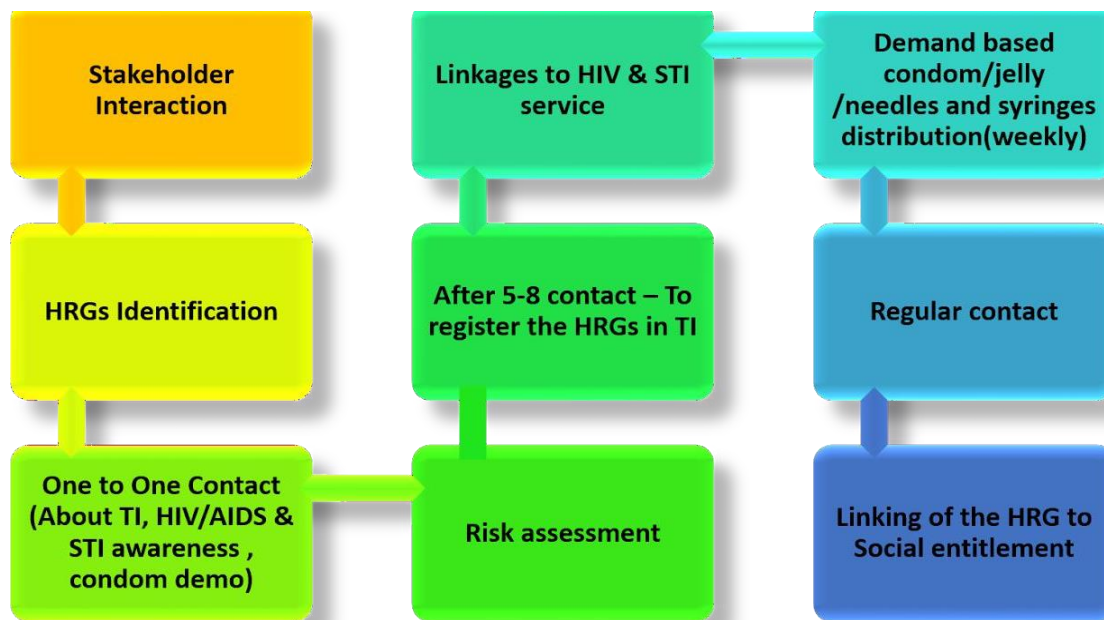 Stakeholder
Interaction
HRGs Identification
One to One Contact
(About TI, HIV/AIDS &
STI awareness ,
condom demo)
Risk assessment
After 5-8 contact – To
register the HRGs in TI
Linkages to HIV & STI
service
Demand based
condom/jelly
/needles and syringes
distribution(weekly)
Regular contact
Linking of the HRG to
Social entitlement